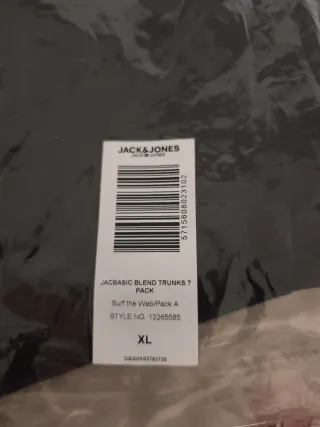 JACK&JONES
JACK&JONES
5715608023102
JACBASIC BLEND TRUNKS 7
PACK
Surf the Web/Pack A
STYLE NO. 12265585
XL